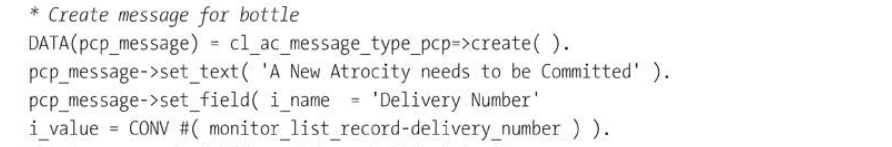 * Create message for bottle
DATA(pcp_message) = cl_ac_message_type_pcp=>create( ).
pcp_message->set_text( 'A New Atrocity needs to be Committed' ).
pcp_message->set_field( i_name  = 'Delivery Number'
i_value = CONV #( monitor_list_record-delivery_number ) ).